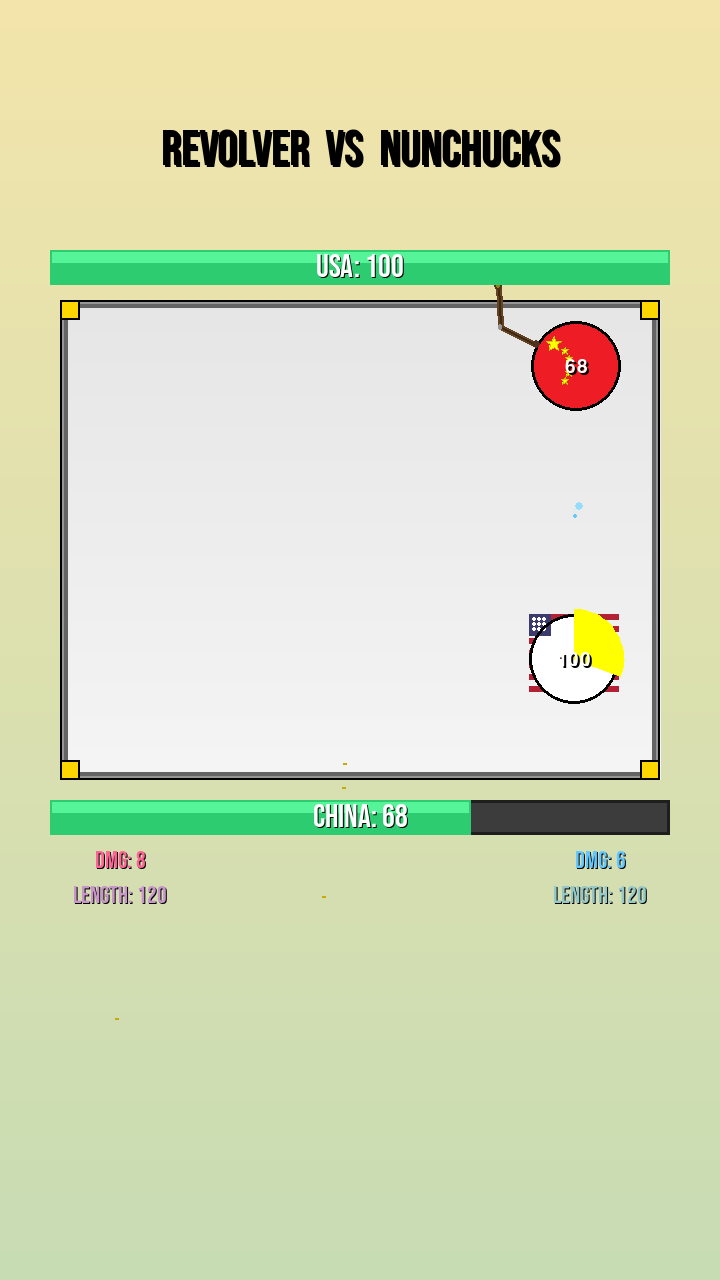 REVOLVER VS NUNCHUCKS
USA: 100
68
100
CHINA: 68
DMG: 8
DMG: 6
LENGTH: 120
LENGTH: 120